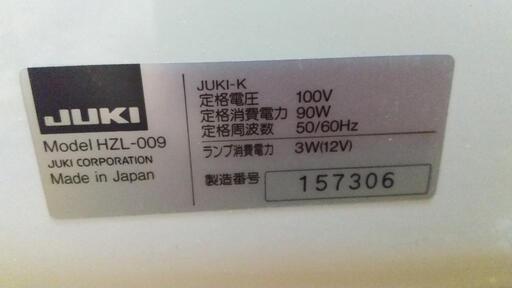 JUKI
Model HZL-009
JUKI CORPORATION
Made in Japan
JUKI-K
定格電圧 100V
定格消費電力 90W
定格周波数 50/60Hz
ランプ消費電力 3W(12V)
製造番号 157306